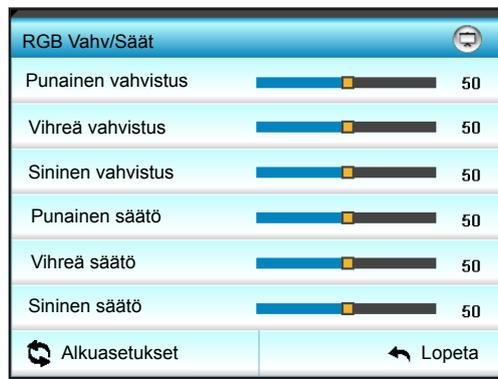 RGB Vahv/Säät
Punainen vahvistus 50
Vihreä vahvistus 50
Sininen vahvistus 50
Punainen säätö 50
Vihreä säätö 50
Sininen säätö 50
Alkuasetukset Lopeta